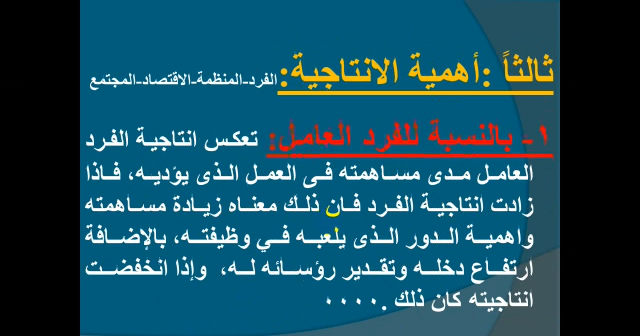 ثالثاً :أهمية الانتاجية:الفرد-المنظمة-الاقتصاد-المجتمع
١- بالنسبة للفرد العامل: تعكس انتاجية الفرد
العامل مدى مساهمته فى العمل الذى يؤديه، فاذا
زادت انتاجية الفرد فان ذلك معناه زيادة مساهمته
واهمية الدور الذى يلعبه في وظيفته، بالإضافة
ارتفاع دخله وتقدير رؤسائه له، وإذا انخفضت
انتاجيته كان ذلك .٠٠٠٠